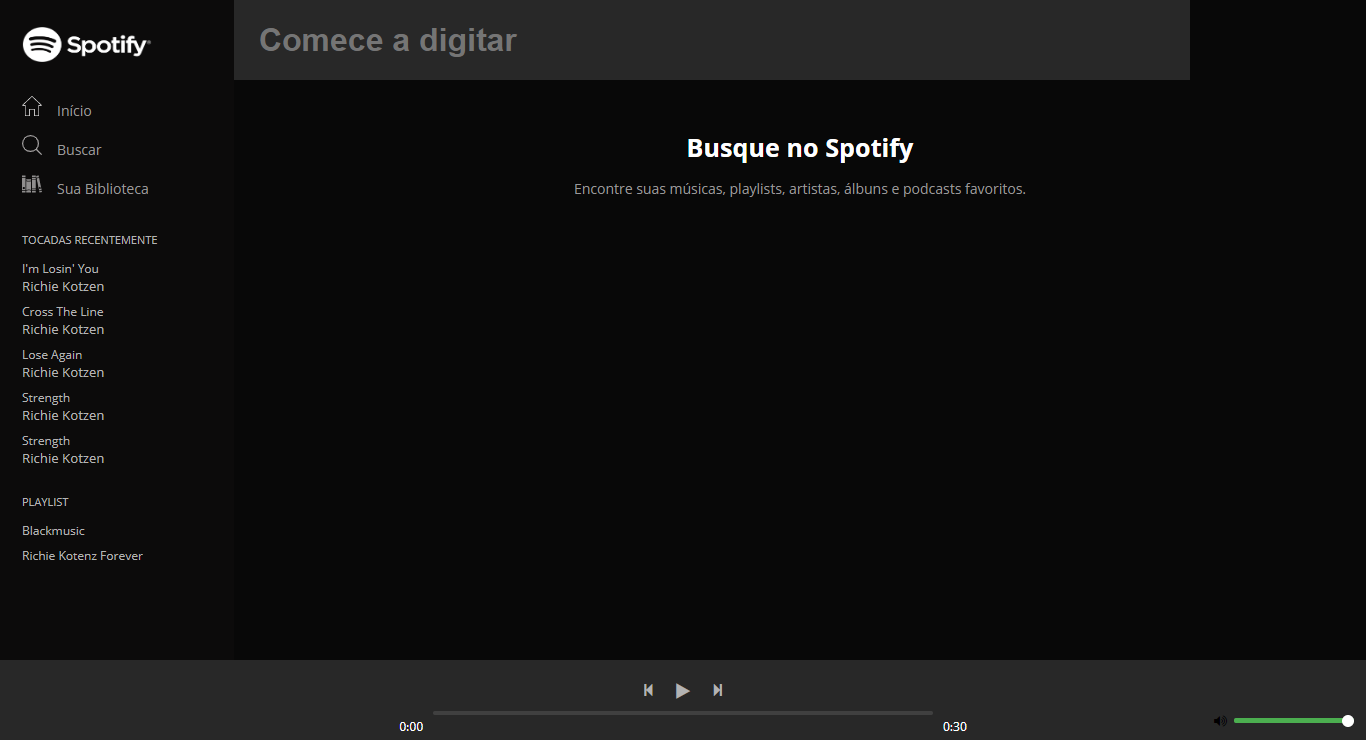 Spotify®
Comece a digitar
Início
Buscar
Sua Biblioteca
Busque no Spotify
Encontre suas músicas, playlists, artistas, álbuns e podcasts favoritos.
TOCADAS RECENTEMENTE
I'm Losin' You
Richie Kotzen
Cross The Line
Richie Kotzen
Lose Again
Richie Kotzen
Strength
Richie Kotzen
Strength
Richie Kotzen
PLAYLIST
Blackmusic
Richie Kotenz Forever
0:00
0:30